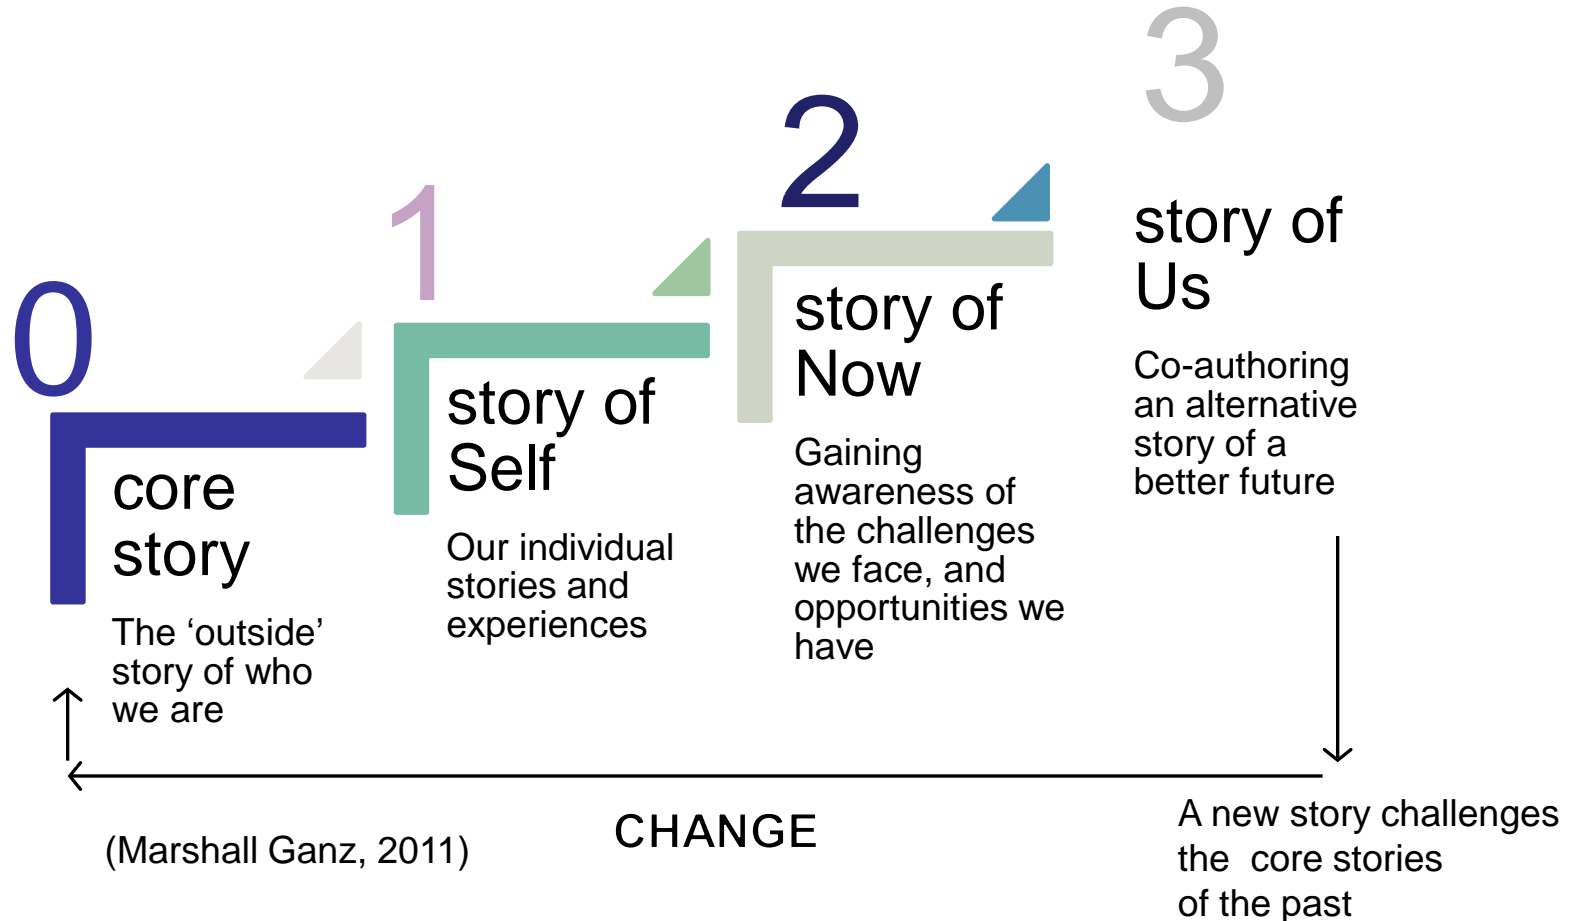 0
core
story
The ‘outside’
story of who
we are
1
story of
Self
Our individual
stories and
experiences
2
story of
Now
Gaining
awareness of
the challenges
we face, and
opportunities we
have
3
story of
Us
Co-authoring
an alternative
story of a
better future
A new story challenges
the core stories
of the past
CHANGE
(Marshall Ganz, 2011)